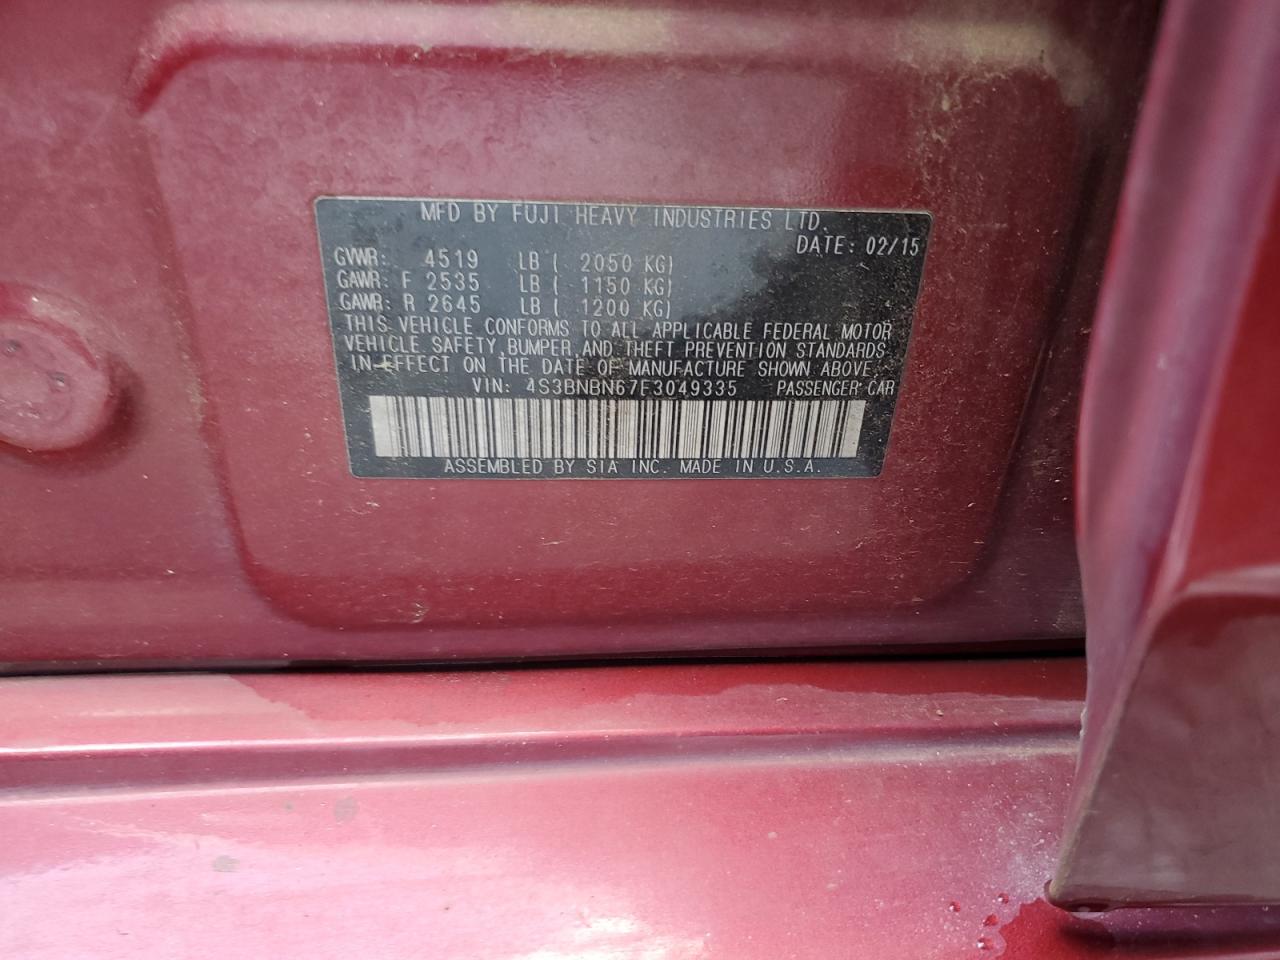 MFD BY FUJI HEAVY INDUSTRIES LTD.
DATE: 02/15
GVWR: 4519 LB ( 2050 KG)
GAWR: F 2535 LB ( 1150 KG)
GAWR: R 2645 LB ( 1200 KG)
THIS VEHICLE CONFORMS TO ALL APPLICABLE FEDERAL MOTOR
VEHICLE SAFETY, BUMPER, AND THEFT PREVENTION STANDARDS
IN EFFECT ON THE DATE OF MANUFACTURE SHOWN ABOVE.
VIN: 4S3BNBN67F3049335 PASSENGER CAR
ASSEMBLED BY SIA INC. MADE IN U.S.A.